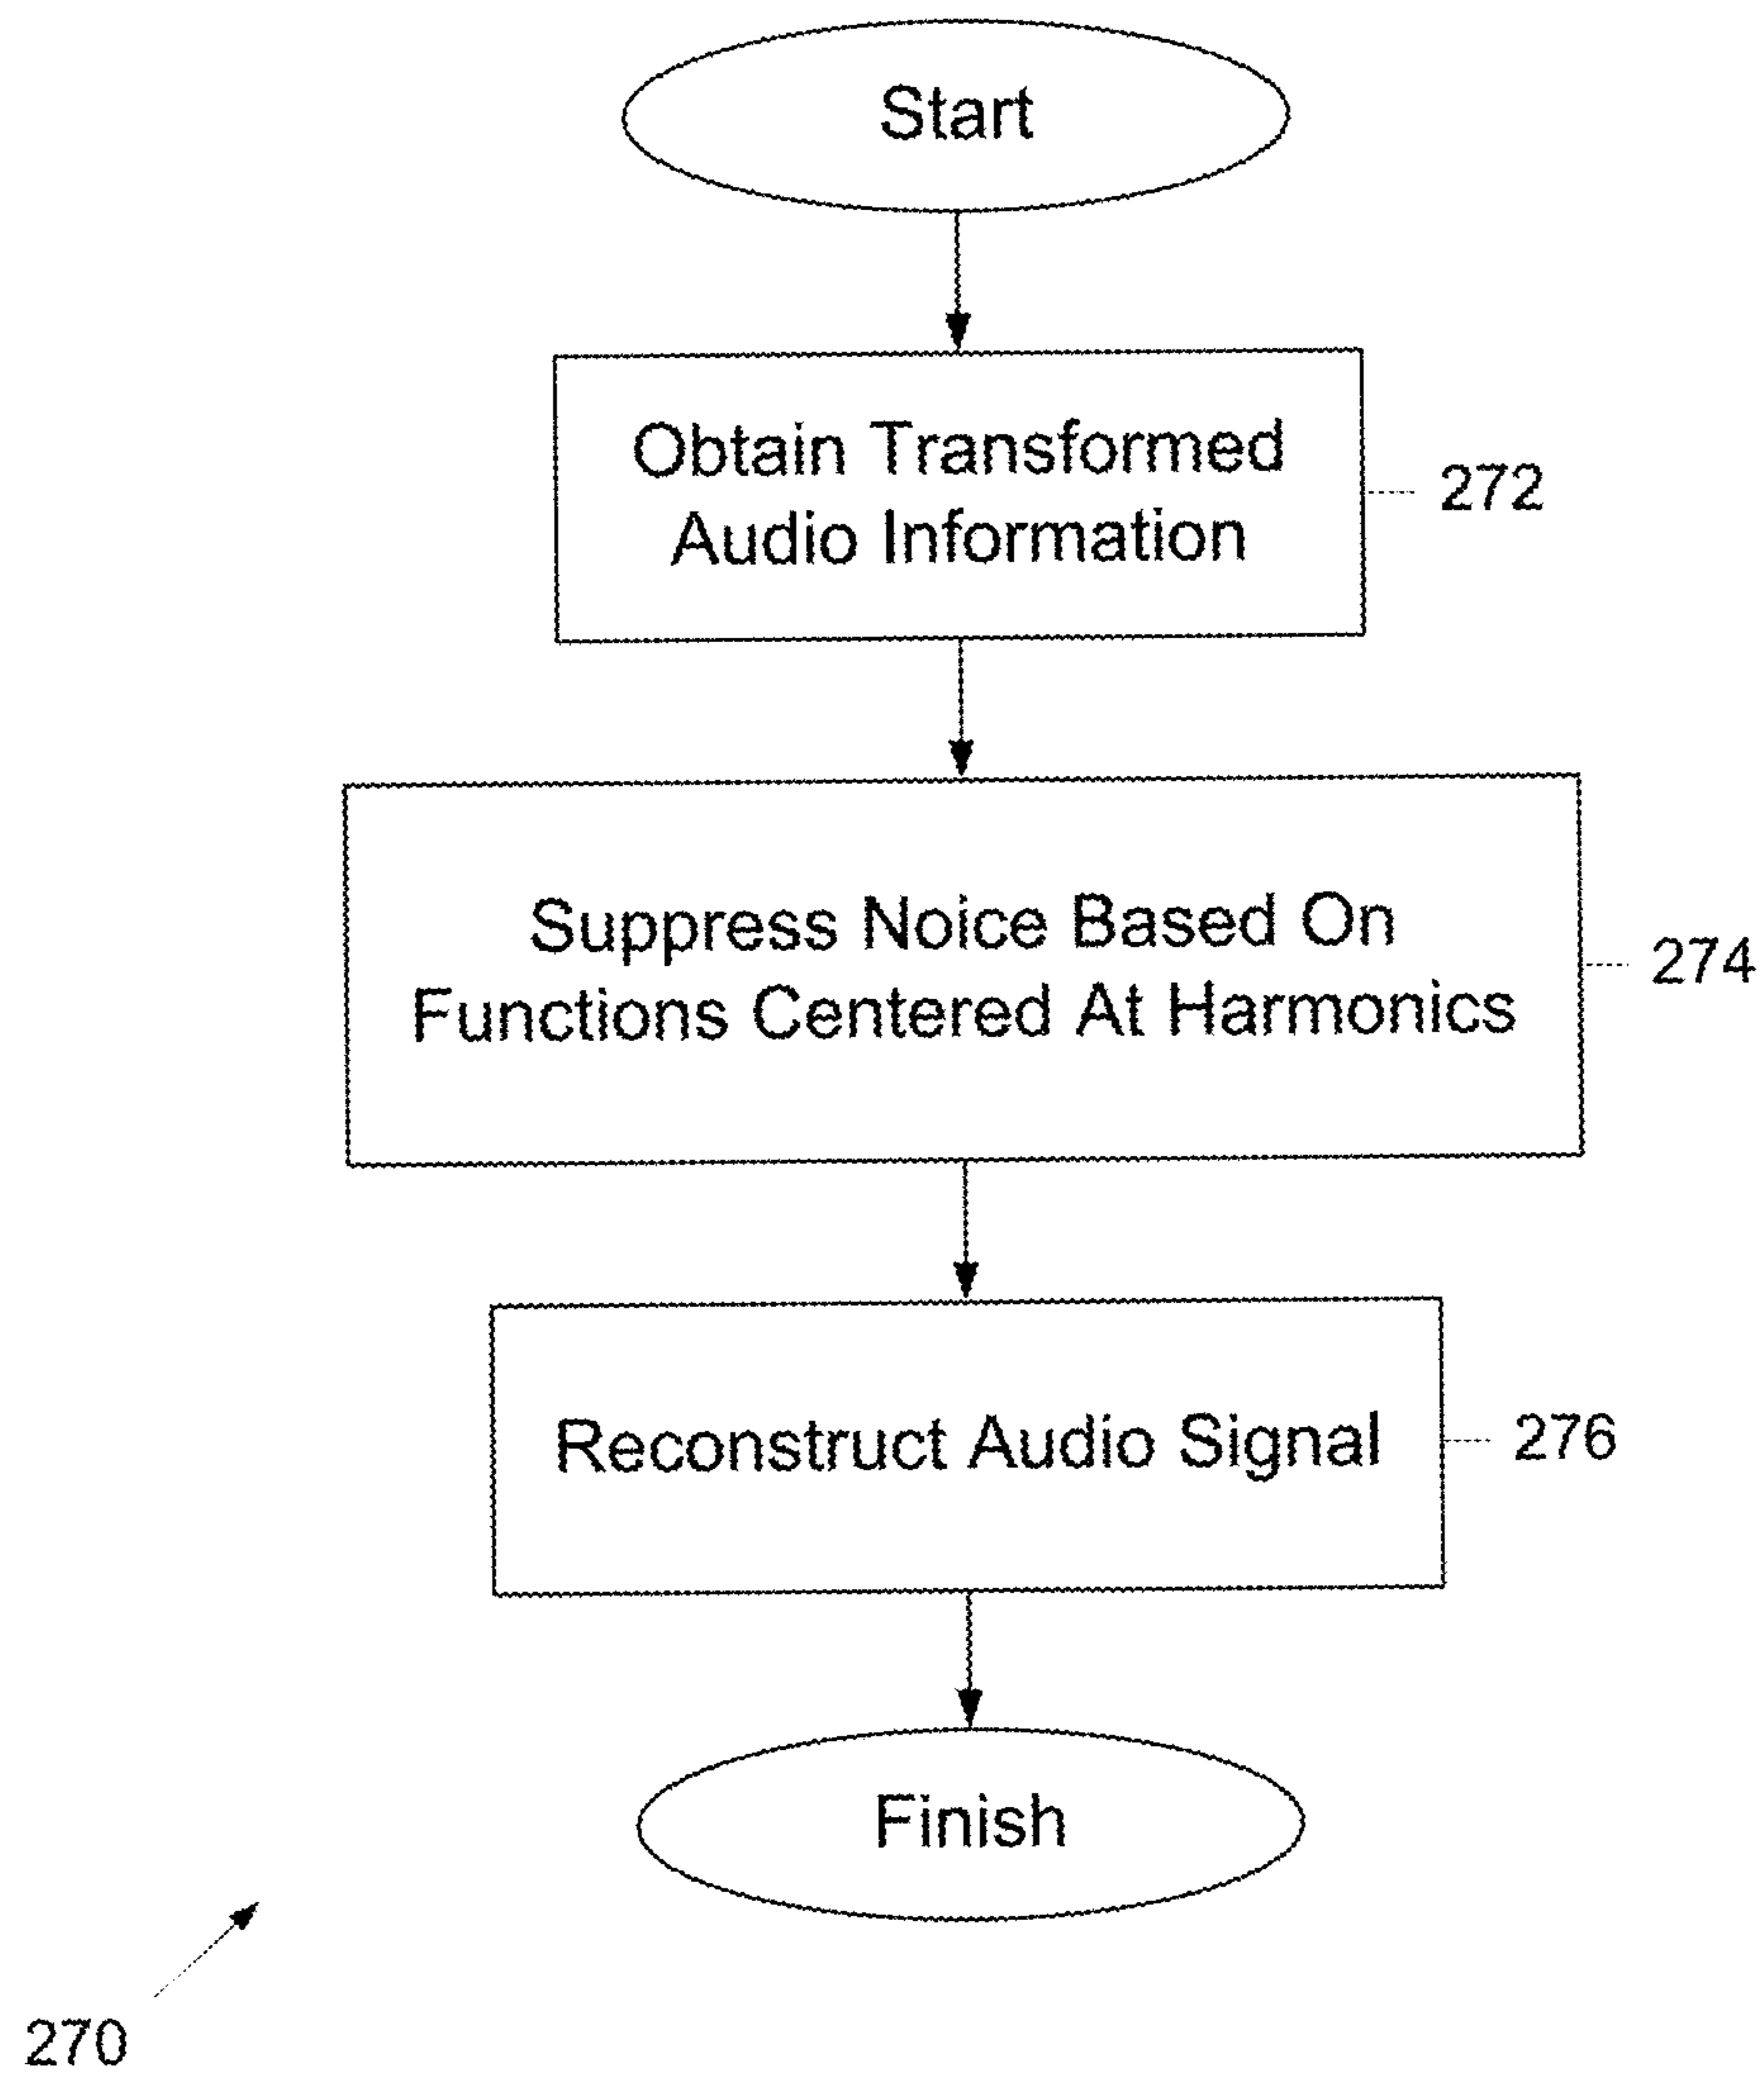 Start
Obtain Transformed
Audio Information
272
Suppress Noice Based On
Functions Centered At Harmonics
274
Reconstruct Audio Signal
276
Finish
270